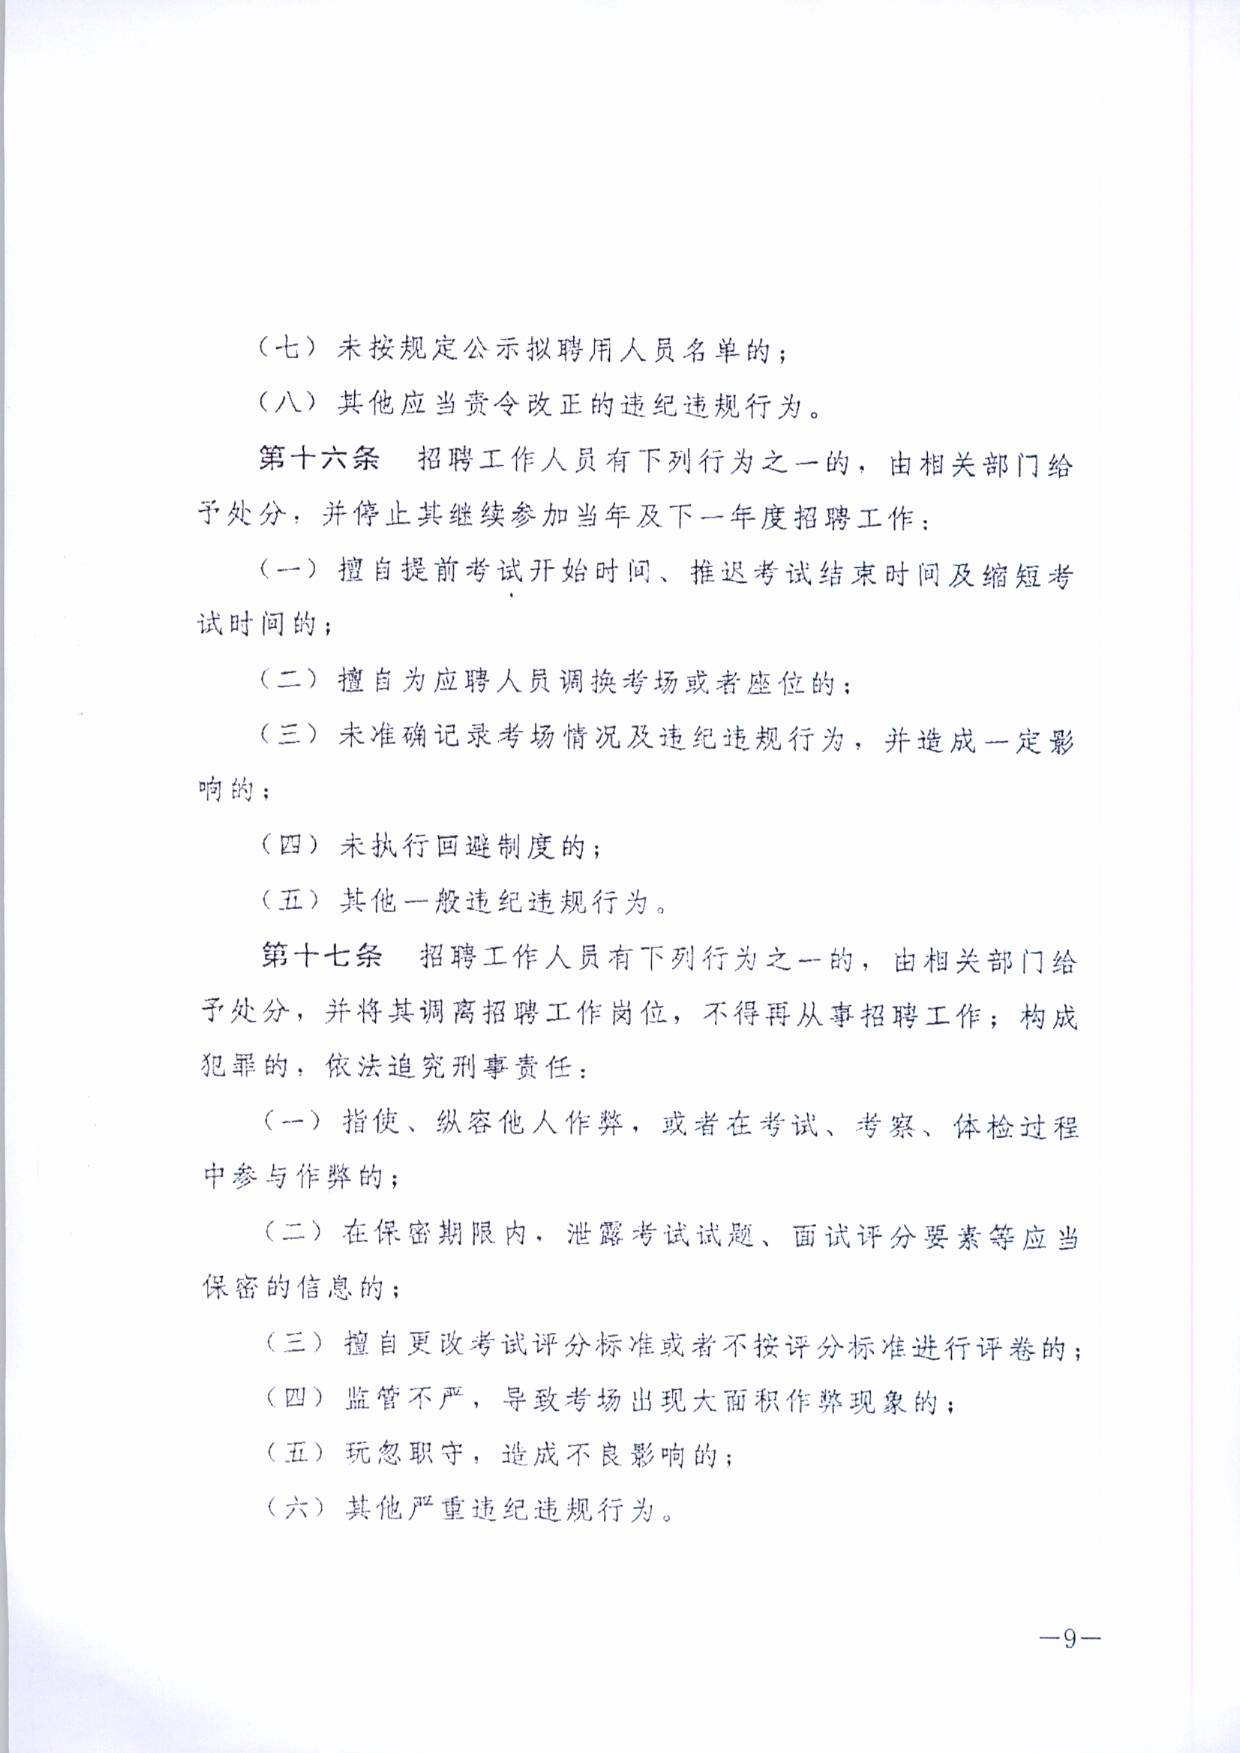 （七）未按规定公示拟聘用人员名单的；
（八）其他应当责令改正的违纪违规行为。
第十六条　招聘工作人员有下列行为之一的，由相关部门给
予处分，并停止其继续参加当年及下一年度招聘工作：
（一）擅自提前考试开始时间、推迟考试结束时间及缩短考
试时间的；
（二）擅自为应聘人员调换考场或者座位的；
（三）未准确记录考场情况及违纪违规行为，并造成一定影
响的；
（四）未执行回避制度的；
（五）其他一般违纪违规行为。
第十七条　招聘工作人员有下列行为之一的，由相关部门给
予处分，并将其调离招聘工作岗位，不得再从事招聘工作；构成
犯罪的，依法追究刑事责任：
（一）指使、纵容他人作弊，或者在考试、考察、体检过程
中参与作弊的；
（二）在保密期限内，泄露考试试题、面试评分要素等应当
保密的信息的；
（三）擅自更改考试评分标准或者不按评分标准进行评卷的；
（四）监管不严，导致考场出现大面积作弊现象的；
（五）玩忽职守，造成不良影响的；
（六）其他严重违纪违规行为。
—9—